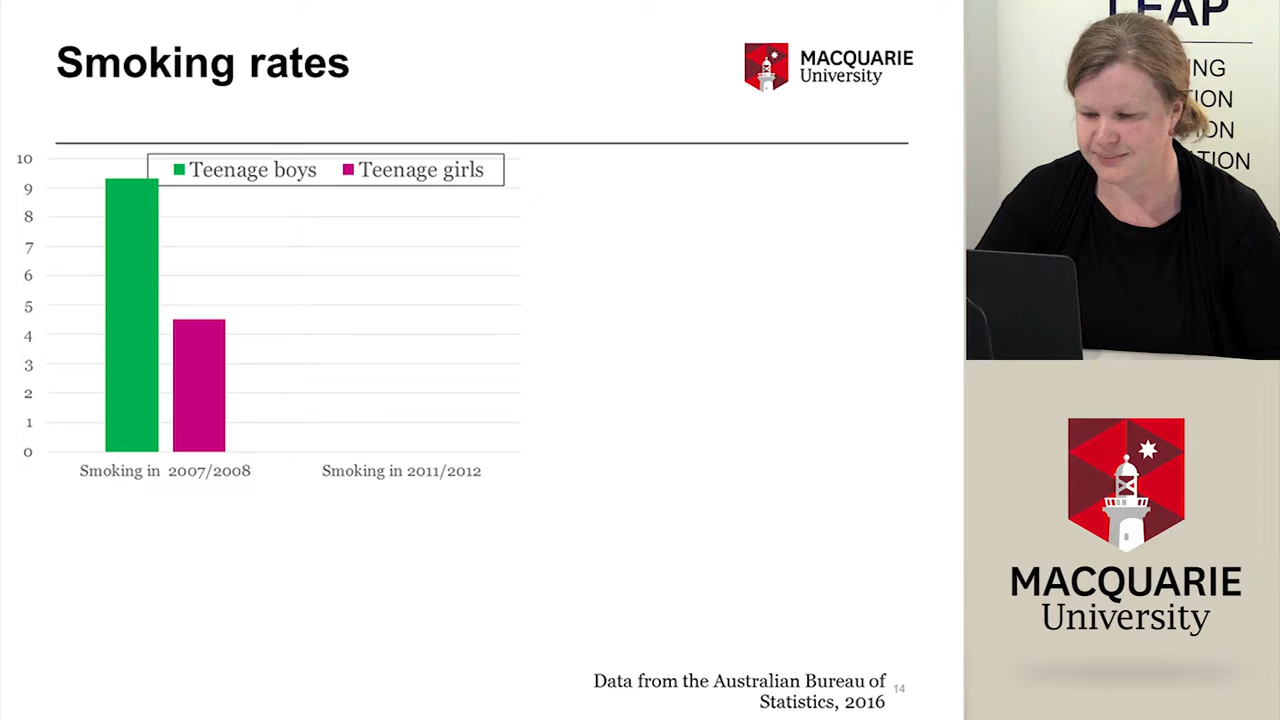 Smoking rates
MACQUARIE
University
10
Teenage boys
Teenage girls
9
8
7
6
5
4
3
2
1
0
Smoking in 2007/2008
Smoking in 2011/2012
Data from the Australian Bureau of
Statistics, 2016
14
LEAP
MACQUARIE
University